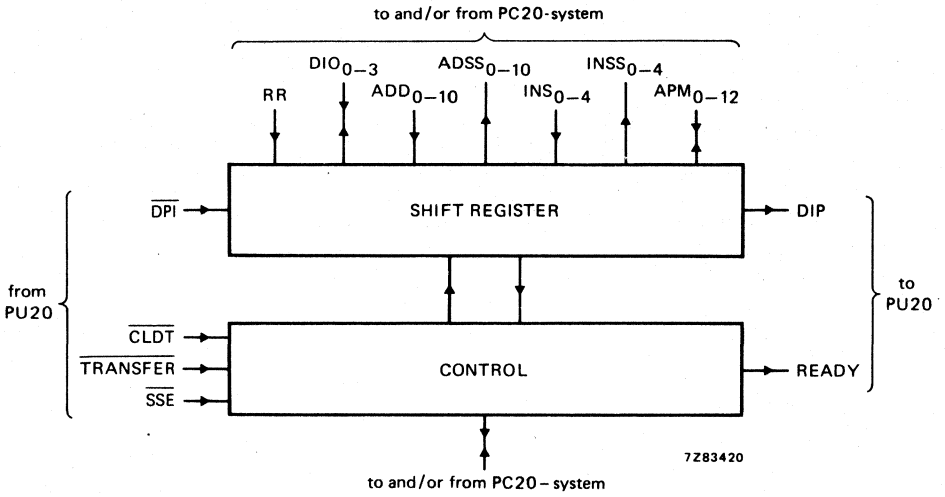 to and/or from PC20-system
RR
DIO0–3
ADD0–10
ADSS0–10
INS0–4
INSS0–4
APM0–12
DPI
SHIFT REGISTER
DIP
from
PU20
to
PU20
CLDT
TRANSFER
SSE
CONTROL
READY
7Z83420
to and/or from PC20–system